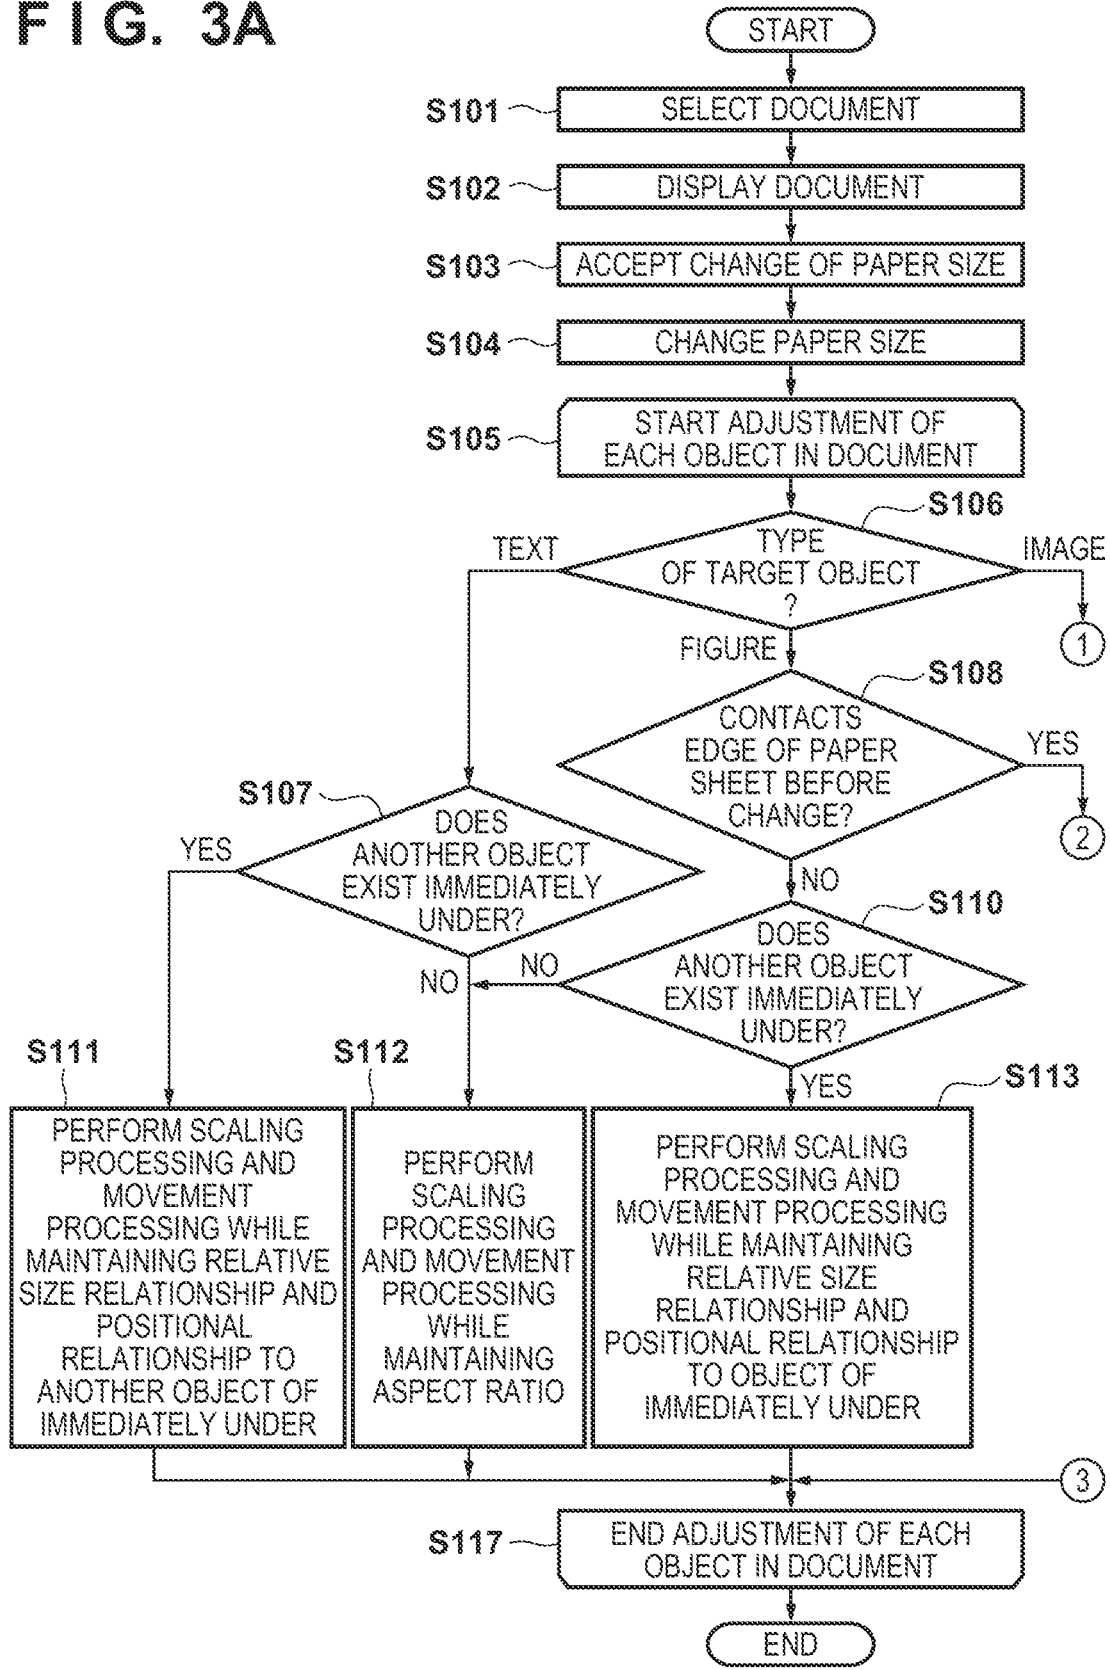 FIG. 3A
START
S101
SELECT DOCUMENT
S102
DISPLAY DOCUMENT
S103
ACCEPT CHANGE OF PAPER SIZE
S104
CHANGE PAPER SIZE
S105
START ADJUSTMENT OF
EACH OBJECT IN DOCUMENT
S106
TYPE
OF TARGET OBJECT
?
TEXT
IMAGE
1
FIGURE
S108
CONTACTS
EDGE OF PAPER
SHEET BEFORE
CHANGE?
YES
2
NO
S107
DOES
ANOTHER OBJECT
EXIST IMMEDIATELY
UNDER?
YES
NO
S110
DOES
ANOTHER OBJECT
EXIST IMMEDIATELY
UNDER?
NO
YES
S111
PERFORM SCALING
PROCESSING AND
MOVEMENT
PROCESSING WHILE
MAINTAINING RELATIVE
SIZE RELATIONSHIP AND
POSITIONAL
RELATIONSHIP TO
ANOTHER OBJECT OF
IMMEDIATELY UNDER
S112
PERFORM
SCALING
PROCESSING
AND MOVEMENT
PROCESSING
WHILE
MAINTAINING
ASPECT RATIO
S113
PERFORM SCALING
PROCESSING AND
MOVEMENT PROCESSING
WHILE MAINTAINING
RELATIVE SIZE
RELATIONSHIP AND
POSITIONAL RELATIONSHIP
TO OBJECT OF
IMMEDIATELY UNDER
3
S117
END ADJUSTMENT OF EACH
OBJECT IN DOCUMENT
END